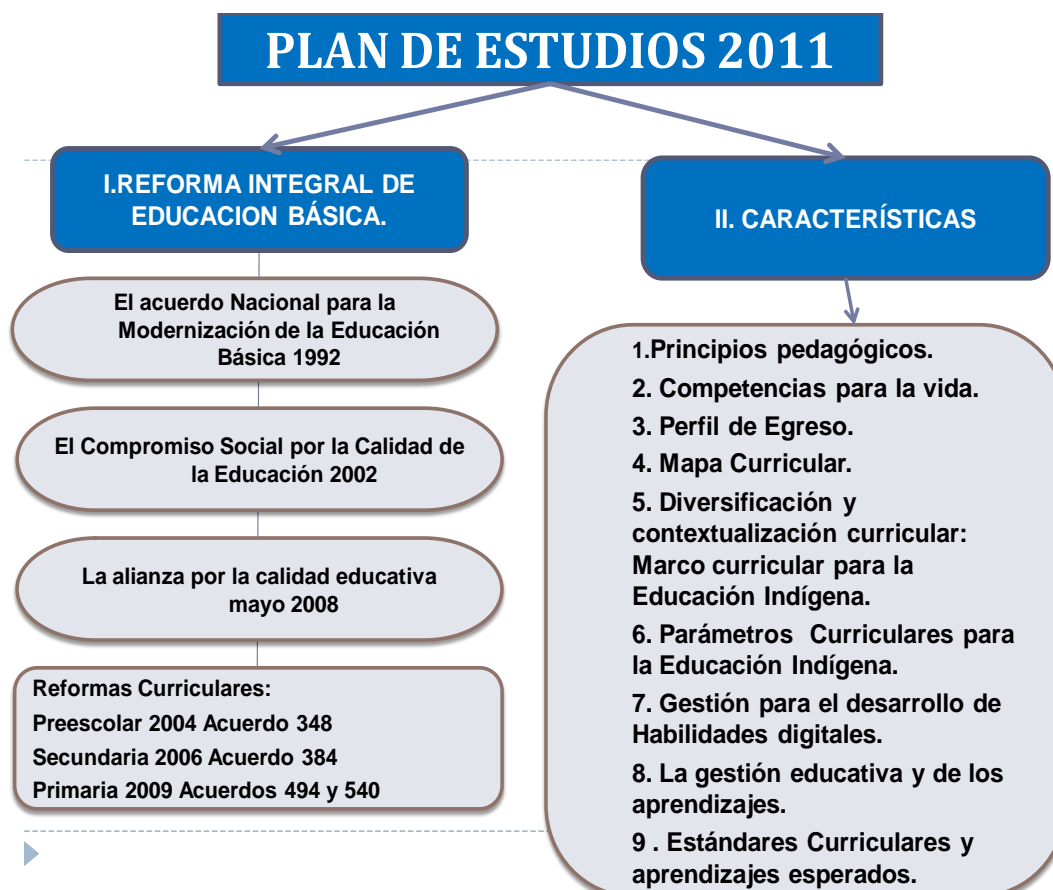 PLAN DE ESTUDIOS 2011
I.REFORMA INTEGRAL DE
EDUCACION BÁSICA.
El acuerdo Nacional para la
Modernización de la Educación
Básica 1992
El Compromiso Social por la Calidad de
la Educación 2002
La alianza por la calidad educativa
mayo 2008
Reformas Curriculares:
Preescolar 2004 Acuerdo 348
Secundaria 2006 Acuerdo 384
Primaria 2009 Acuerdos 494 y 540
II. CARACTERÍSTICAS
1.Principios pedagógicos.
2. Competencias para la vida.
3. Perfil de Egreso.
4. Mapa Curricular.
5. Diversificación y
contextualización curricular:
Marco curricular para la
Educación Indígena.
6. Parámetros Curriculares para
la Educación Indígena.
7. Gestión para el desarrollo de
Habilidades digitales.
8. La gestión educativa y de los
aprendizajes.
9 . Estándares Curriculares y
aprendizajes esperados.